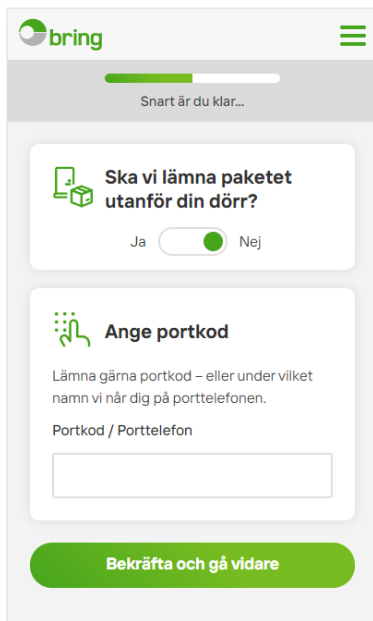 bring
Snart är du klar...
Ska vi lämna paketet
utanför din dörr?
Ja Nej
Ange portkod
Lämna gärna portkod – eller under vilket
namn vi når dig på porttelefonen.
Portkod / Porttelefon
Bekräfta och gå vidare